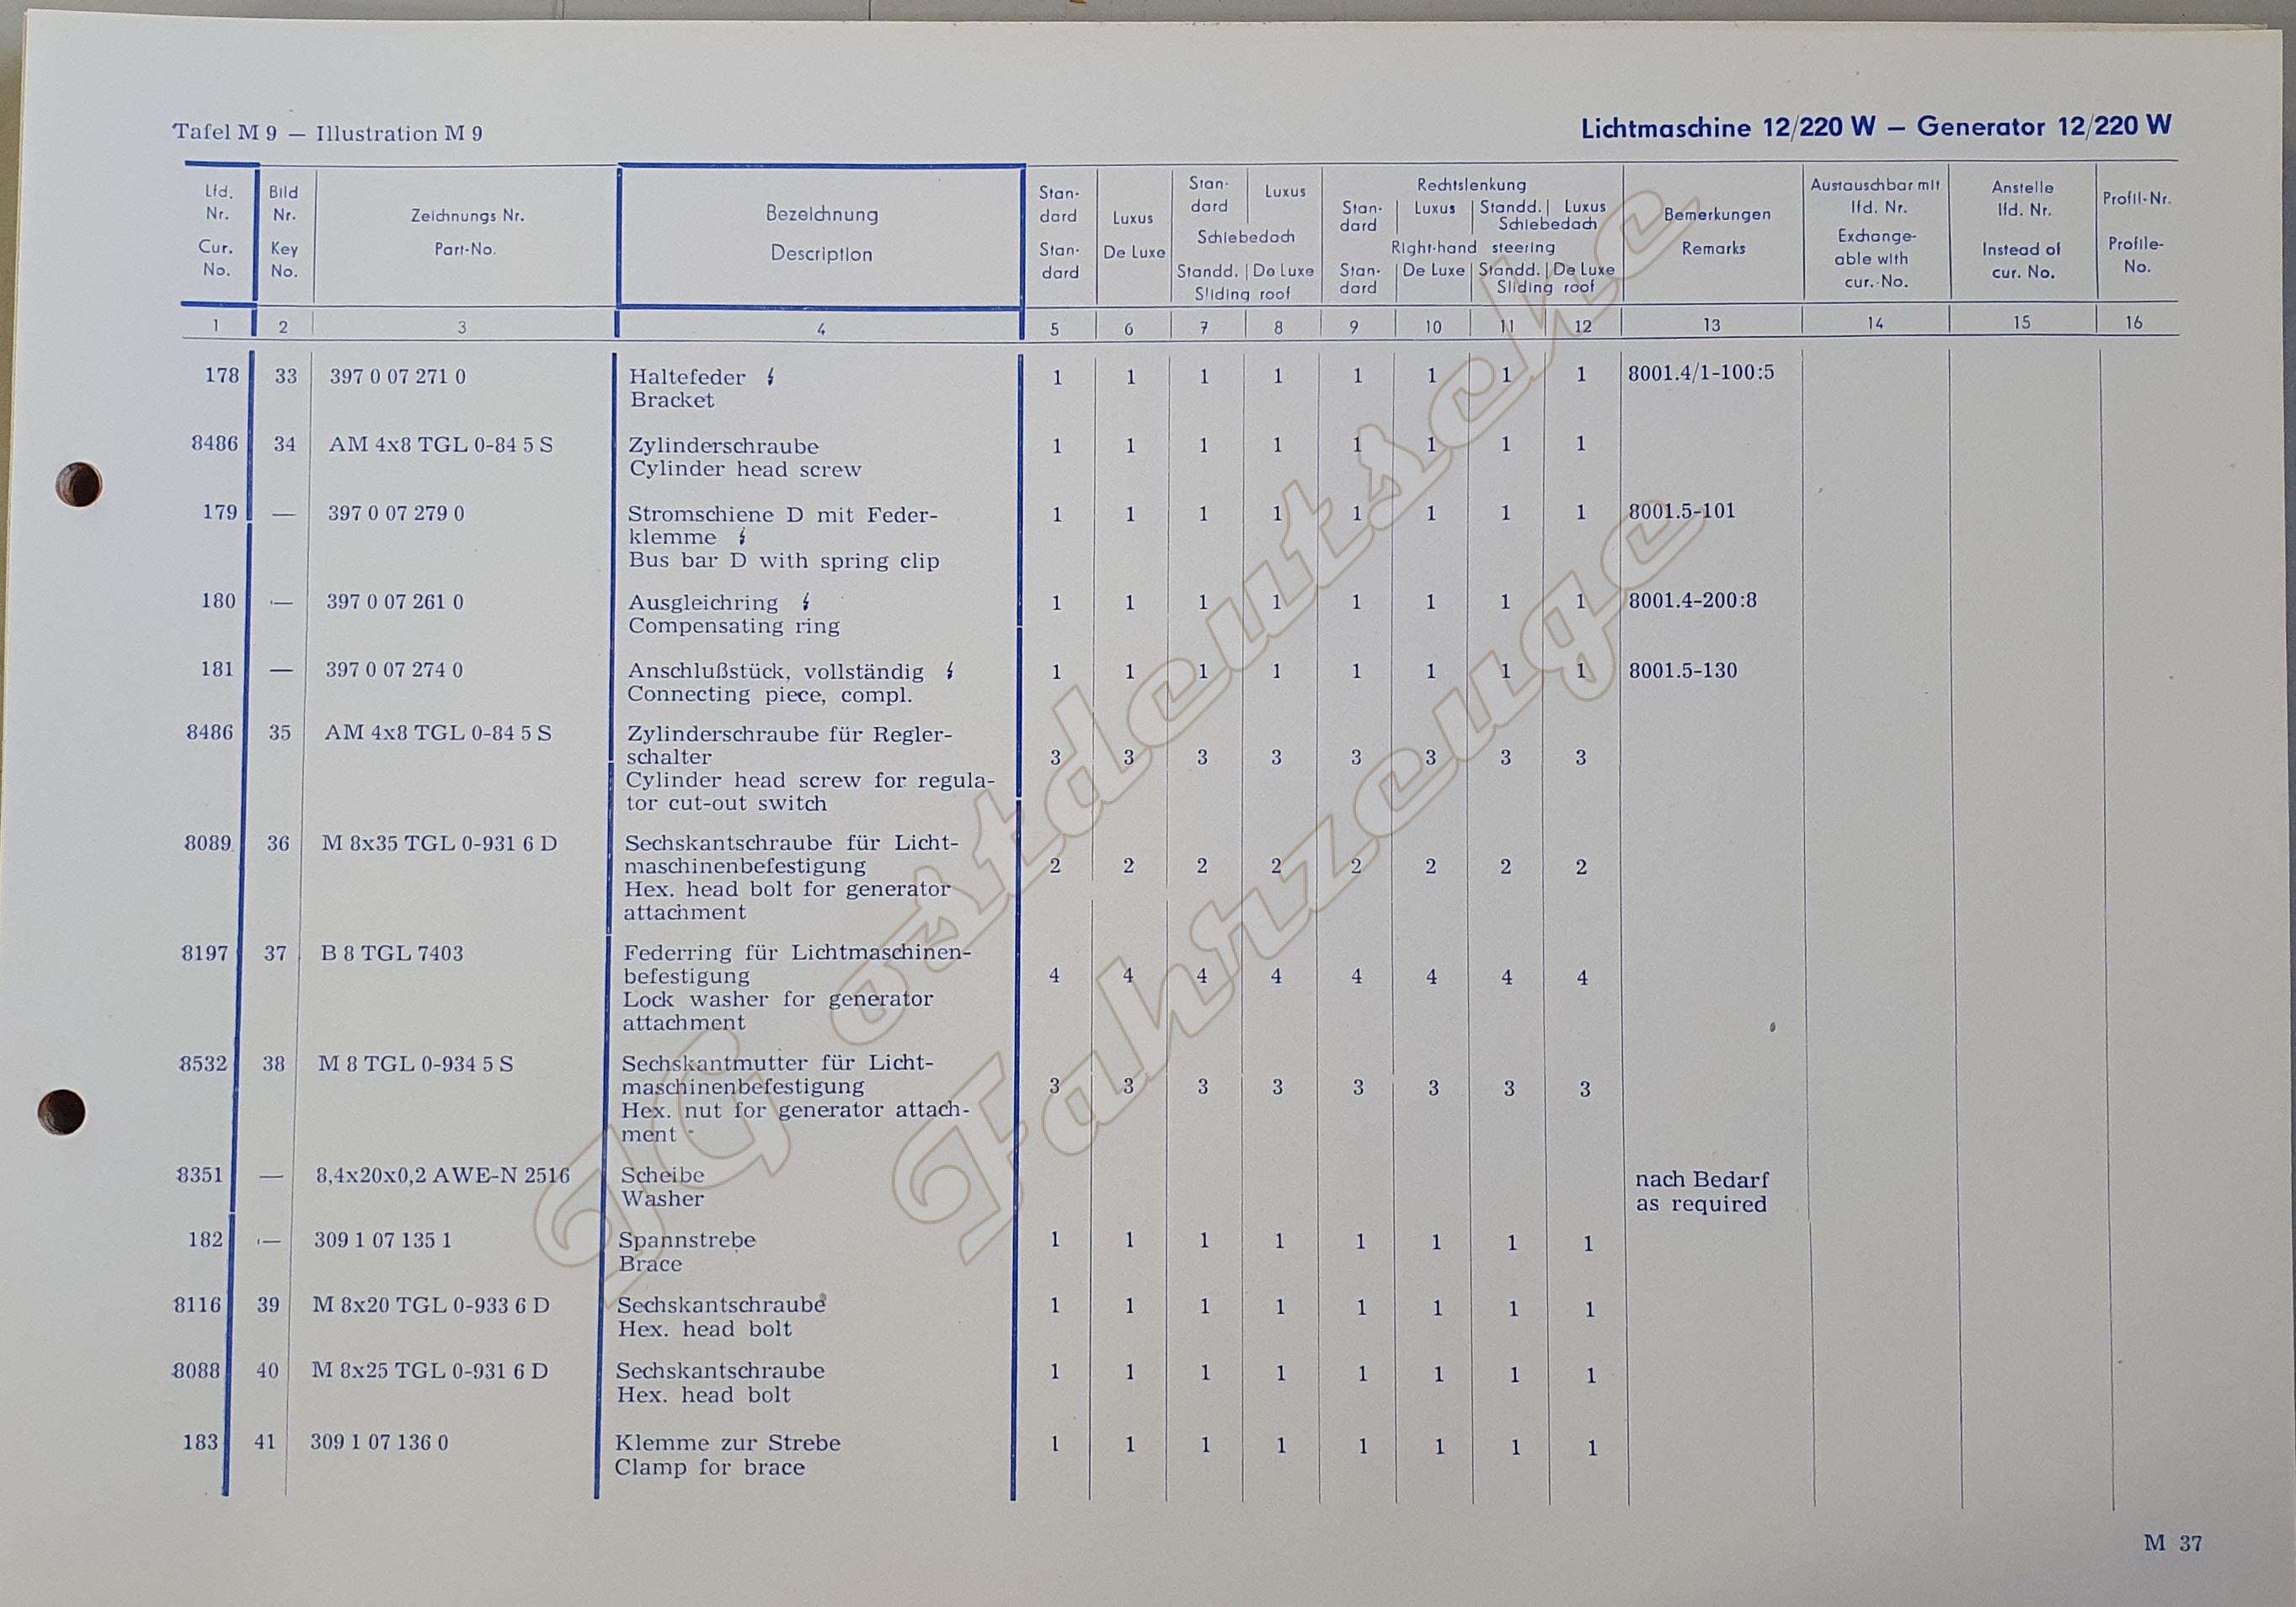 Tafel M 9 — Illustration M 9
Lichtmaschine 12/220 W — Generator 12/220 W
Lfd. Nr. Cur. No. | Bild Nr. Key No. | Zeichnungs Nr. Part-No. | Bezeichnung Description | Stan- dard Stan- dard | Luxus De Luxe | Stan- dard | Luxus Schiebedach Standd. | De Luxe Sliding roof | Rechtslenkung Stan- dard | Luxus | Standd. | Luxus Schiebedach Right-hand steering Stan- dard | De Luxe | Standd. | De Luxe Sliding roof | Bemerkungen Remarks | Austauschbar mit lfd. Nr. Exchange- able with cur.-No. | Anstelle lfd. Nr. Instead of cur. No. | Profil-Nr. Profile- No.
1 2 3 4 5 6 7 8 9 10 11 12 13 14 15 16
178 33 397 0 07 271 0 Haltefeder 1 1 1 1 1 1 1 1 8001.4/1-100:5
Bracket
8486 34 AM 4x8 TGL 0-84 5 S Zylinderschraube 1 1 1 1 1 1 1 1
Cylinder head screw
179 — 397 0 07 279 0 Stromschiene D mit Feder- 1 1 1 1 1 1 1 1 8001.5-101
klemme
Bus bar D with spring clip
180 — 397 0 07 261 0 Ausgleichring 1 1 1 1 1 1 1 1 8001.4-200:8
Compensating ring
181 — 397 0 07 274 0 Anschlußstück, vollständig 1 1 1 1 1 1 1 1 8001.5-130
Connecting piece, compl.
8486 35 AM 4x8 TGL 0-84 5 S Zylinderschraube für Regler-
schalter 3 3 3 3 3 3 3 3
Cylinder head screw for regula-
tor cut-out switch
8089 36 M 8x35 TGL 0-931 6 D Sechskantschraube für Licht-
maschinenbefestigung 2 2 2 2 2 2 2 2
Hex. head bolt for generator
attachment
8197 37 B 8 TGL 7403 Federring für Lichtmaschinen-
befestigung 4 4 4 4 4 4 4 4
Lock washer for generator
attachment
8532 38 M 8 TGL 0-934 5 S Sechskantmutter für Licht-
maschinenbefestigung 3 3 3 3 3 3 3 3
Hex. nut for generator attach-
ment
8351 — 8,4x20x0,2 AWE-N 2516 Scheibe nach Bedarf
Washer as required
182 — 309 1 07 135 1 Spannstrebe 1 1 1 1 1 1 1 1
Brace
8116 39 M 8x20 TGL 0-933 6 D Sechskantschraube 1 1 1 1 1 1 1 1
Hex. head bolt
8088 40 M 8x25 TGL 0-931 6 D Sechskantschraube 1 1 1 1 1 1 1 1
Hex. head bolt
183 41 309 1 07 136 0 Klemme zur Strebe 1 1 1 1 1 1 1 1
Clamp for brace
M 37
IG ostdeutsche
Fahrzeuge